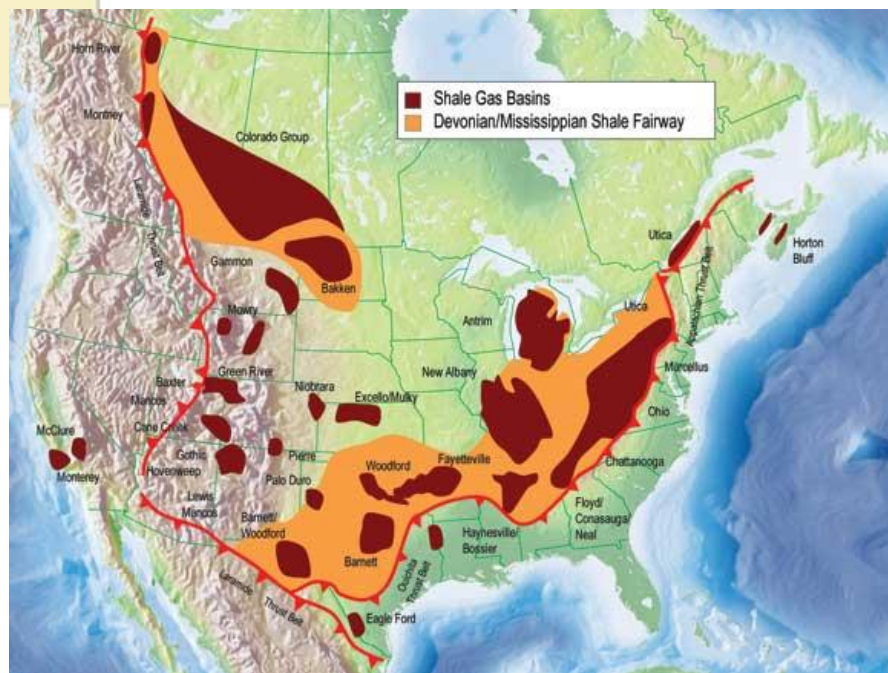 Shale Gas Basins
Devonian/Mississippian Shale Fairway
Horn River
Montney
Colorado Group
Laramide
Thrust Belt
Gammon
Bakken
Mowry
Utica
Horton
Bluff
Appalachian Thrust Belt
Utica
Antrim
Marcellus
New Albany
Green River
Baxter
Mancos
Niobrara
Excello/Mulky
Ohio
Cane Creek
McClure
Monterey
Gothic
Hovenweep
Pierre
Woodford
Fayetteville
Chattanooga
Palo Duro
Lewis
Mancos
Barnett/
Woodford
Floyd/
Conasauga/
Neal
Haynesville/
Bossier
Barnett
Ouichita
Thrust Belt
Laramide
Thrust Belt
Eagle Ford